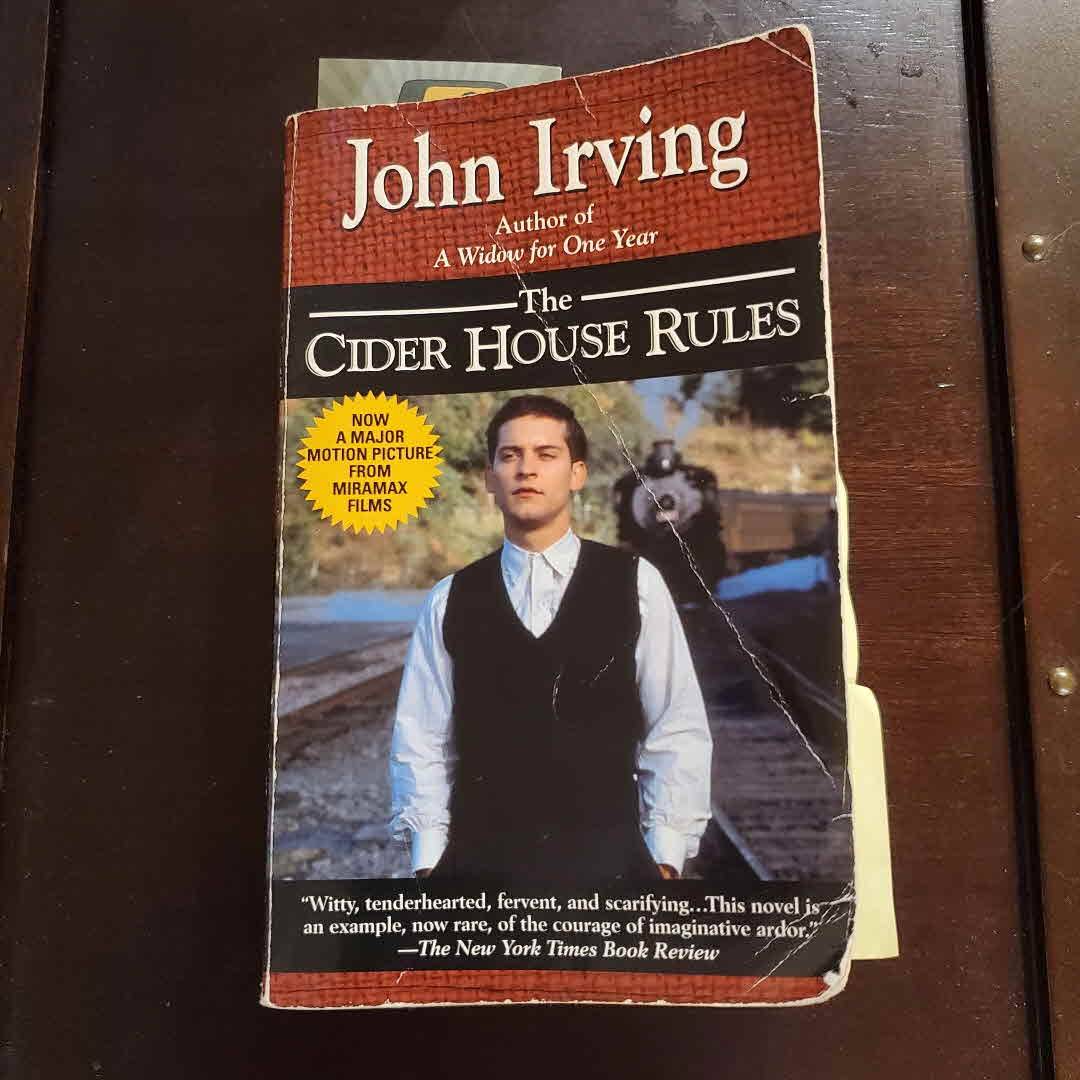 John Irving
Author of
A Widow for One Year
The
CIDER HOUSE RULES
NOW
A MAJOR
MOTION PICTURE
FROM
MIRAMAX
FILMS
“Witty, tenderhearted, fervent, and scarifying...This novel is
an example, now rare, of the courage of imaginative ardor.”
—The New York Times Book Review